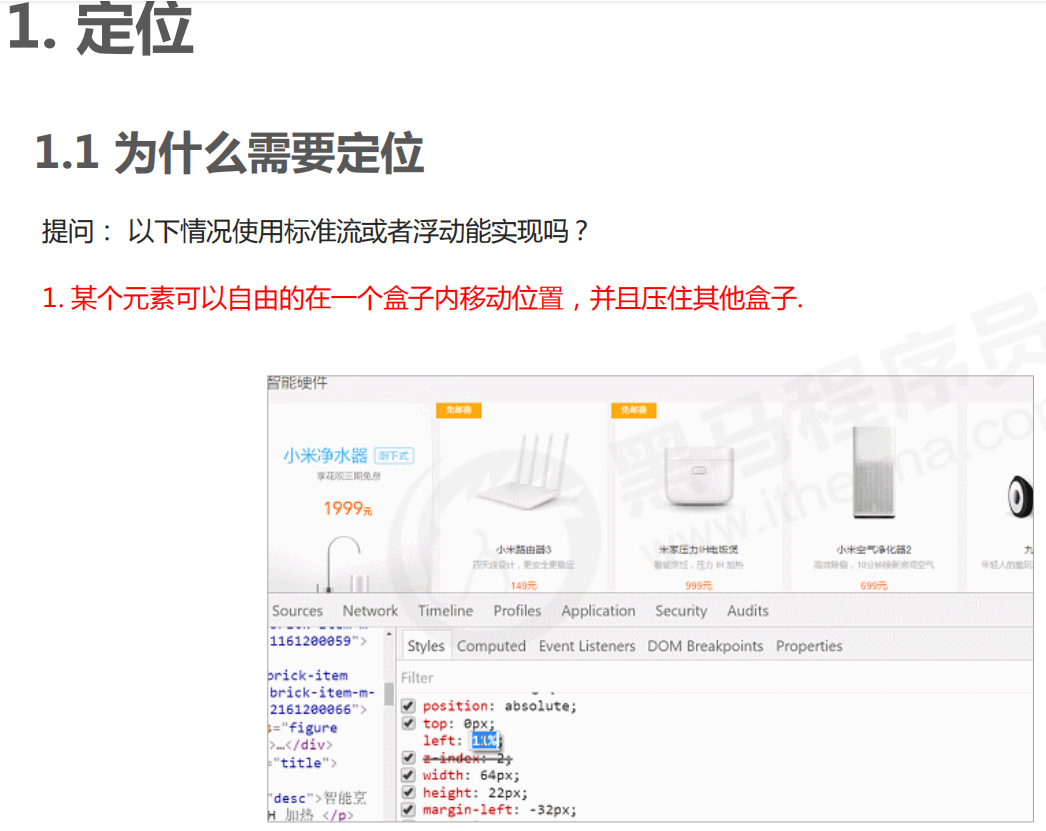 1. 定位
1.1 为什么需要定位
提问： 以下情况使用标准流或者浮动能实现吗？
1. 某个元素可以自由的在一个盒子内移动位置，并且压住其他盒子.
智能硬件
免邮费
免邮费
小米净水器 厨下式
享花呗三期免息
1999元
小米路由器3
四天线设计，更安全更稳定
149元
米家压力IH电饭煲
智能烹饪，压力 IH 加热
999元
小米空气净化器2
高效除霾，10分钟焕新房间空气
699元
九
年轻人的酷玩
黑马程序员
www.itheima.com
Sources Network Timeline Profiles Application Security Audits
1161200059">
brick-item
brick-item-m-
2161200066">
s="figure
>…</div>
="title">
"desc">智能烹
H 加热 </p>
Styles Computed Event Listeners DOM Breakpoints Properties
Filter
position: absolute;
top: 0px;
left:
z-index: 2;
width: 64px;
height: 22px;
margin-left: -32px;